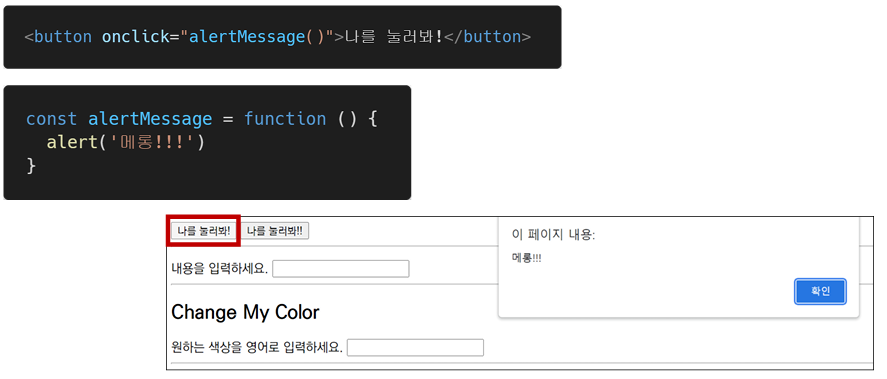 <button onclick="alertMessage()">나를 눌러봐!</button>
const alertMessage = function () {
alert('메롱!!!')
}
나를 눌러봐! 나를 눌러봐!!
이 페이지 내용:
메롱!!!
확인
내용을 입력하세요.
Change My Color
원하는 색상을 영어로 입력하세요.